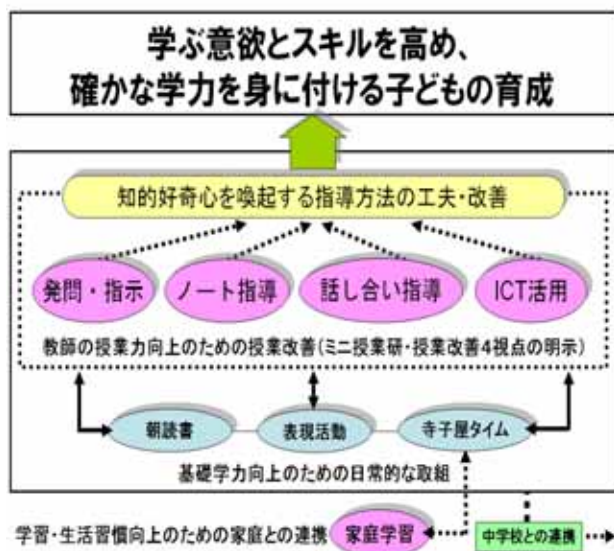 学ぶ意欲とスキルを高め、
確かな学力を身に付ける子どもの育成
知的好奇心を喚起する指導方法の工夫・改善
発問・指示
ノート指導
話し合い指導
ICT活用
教師の授業力向上のための授業改善(ミニ授業研・授業改善4視点の明示)
朝読書
表現活動
寺子屋タイム
基礎学力向上のための日常的な取組
学習・生活習慣向上のための家庭との連携
家庭学習
中学校との連携